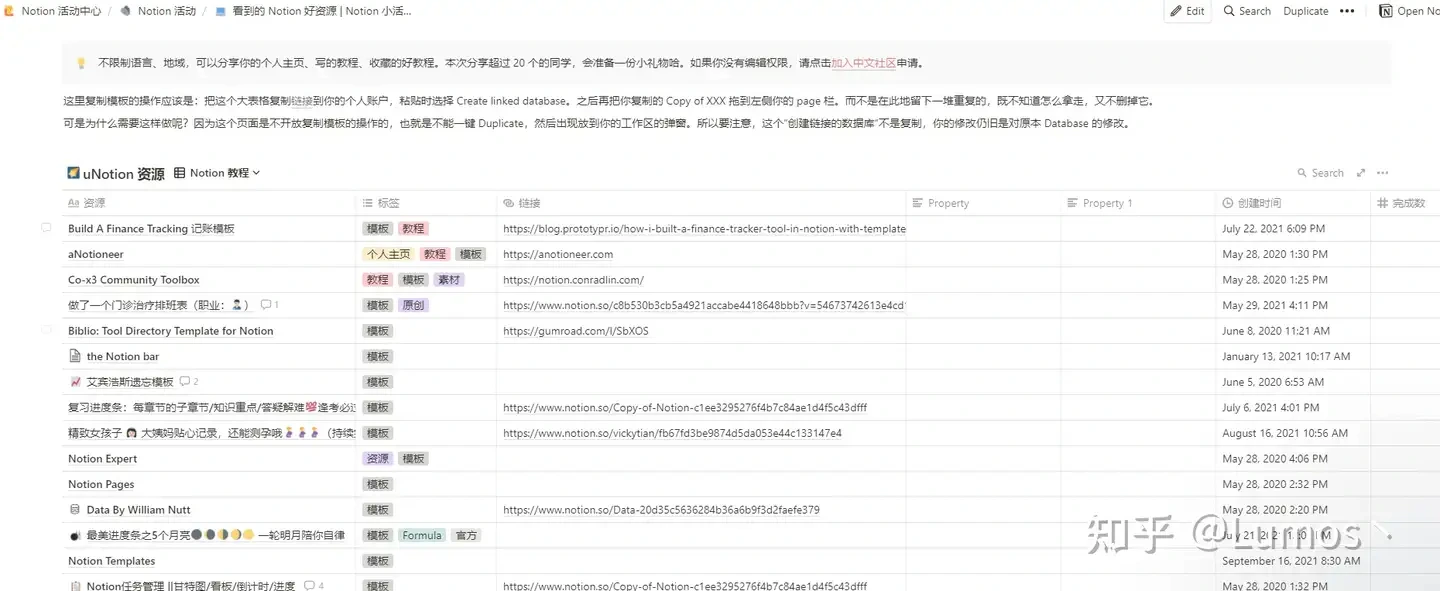 Notion 活动中心 / Notion 活动 / 看到的 Notion 好资源 | Notion 小活... Edit Search Duplicate ••• Open No
不限制语言、地域，可以分享你的个人主页、写的教程、收藏的好教程。本次分享超过 20 个的同学，会准备一份小礼物哈。如果你没有编辑权限，请点击加入中文社区申请。
这里复制模板的操作应该是：把这个大表格复制链接到你的个人账户，粘贴时选择 Create linked database。之后再把你复制的 Copy of XXX 拖到左侧你的 page 栏。而不是在此地留下一堆重复的，既不知道怎么拿走，又不删掉它。
可是为什么需要这样做呢？因为这个页面是不开放复制模板的操作的，也就是不能一键 Duplicate，然后出现放到你的工作区的弹窗。所以要注意，这个“创建链接的数据库”不是复制，你的修改仍旧是对原本 Database 的修改。
uNotion 资源 Notion 教程 Search •••
Aa 资源 标签 链接 Property Property 1 创建时间 # 完成数
Build A Finance Tracking 记账模板 模板 教程 https://blog.prototypr.io/how-i-built-a-finance-tracker-tool-in-notion-with-template July 22, 2021 6:09 PM
aNotioneer 个人主页 教程 模板 https://anotioneer.com May 28, 2020 1:30 PM
Co-x3 Community Toolbox 教程 模板 素材 https://notion.conradlin.com/ May 28, 2020 1:25 PM
做了一个门诊治疗排班表（职业：） 1 模板 原创 https://www.notion.so/c8b530b3cb5a4921accabe4418648bbb?v=54673742613e4cd May 29, 2021 4:11 PM
Biblio: Tool Directory Template for Notion 模板 https://gumroad.com/l/SbXOS June 8, 2020 11:21 AM
the Notion bar 模板 January 13, 2021 10:17 AM
艾宾浩斯遗忘模板 2 模板 June 5, 2020 6:53 AM
复习进度条：每章节的子章节/知识重点/答疑解难💯逢考必过 模板 https://www.notion.so/Copy-of-Notion-c1ee3295276f4b7c84ae1d4f5c43dfff July 6, 2021 4:01 PM
精致女孩子 大姨妈贴心记录，还能测孕哦（持续 模板 https://www.notion.so/vickytian/fb67fd3be9874d5da053e44c133147e4 August 16, 2021 10:56 AM
Notion Expert 资源 模板 May 28, 2020 4:06 PM
Notion Pages 模板 May 28, 2020 2:32 PM
Data By William Nutt 模板 https://www.notion.so/Data-20d35c5636284b36a6b9f3d2faefe379 May 28, 2020 2:20 PM
最美进度条之5个月亮🌑🌒🌓🌔🌕一轮明月陪你自律 模板 Formula 官方
知乎 @Lumos丶
Notion Templates 模板 September 16, 2021 8:30 AM
Notion任务管理 ||甘特图/看板/倒计时/进度 4 模板 https://www.notion.so/Copy-of-Notion-c1ee3295276f4b7c84ae1d4f5c43dfff May 28, 2020 1:32 PM